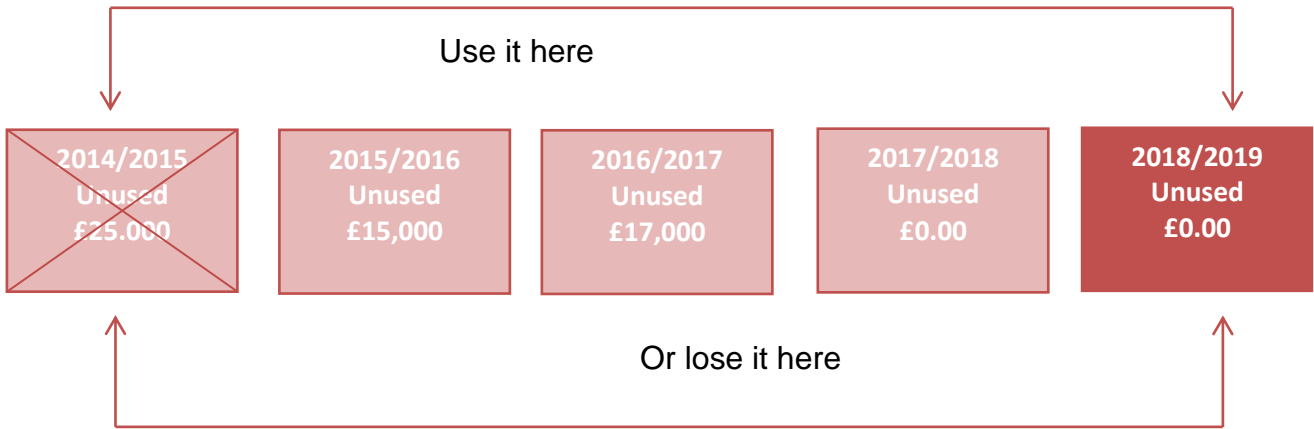 Use it here
2014/2015
Unused
£25.000
2015/2016
Unused
£15,000
2016/2017
Unused
£17,000
2017/2018
Unused
£0.00
2018/2019
Unused
£0.00
Or lose it here